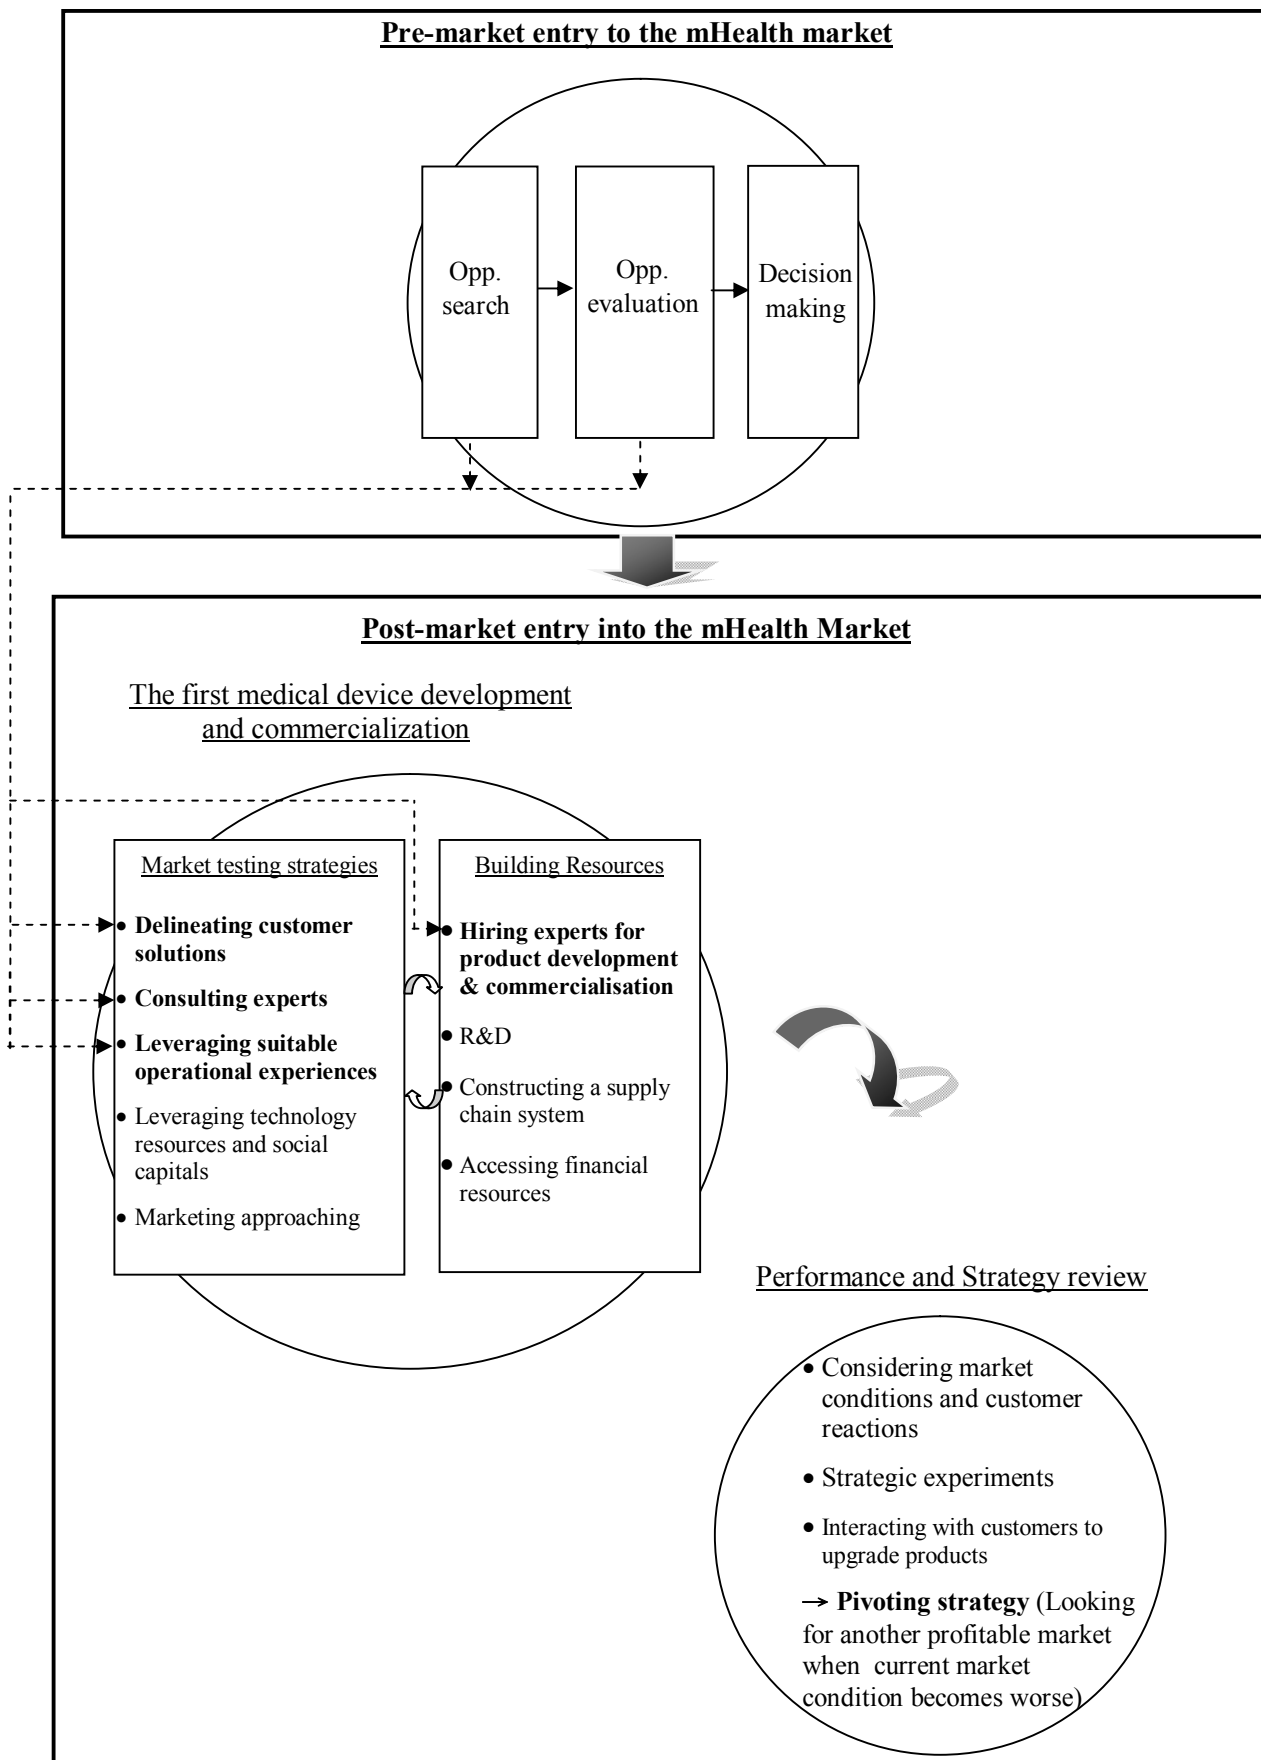 Pre-market entry to the mHealth market
Opp.
search
Opp.
evaluation
Decision
making
Post-market entry into the mHealth Market
The first medical device development
and commercialization
Market testing strategies
• Delineating customer
solutions
• Consulting experts
• Leveraging suitable
operational experiences
• Leveraging technology
resources and social
capitals
• Marketing approaching
Building Resources
• Hiring experts for
product development
& commercialisation
• R&D
• Constructing a supply
chain system
• Accessing financial
resources
Performance and Strategy review
• Considering market
conditions and customer
reactions
• Strategic experiments
• Interacting with customers to
upgrade products
→ Pivoting strategy (Looking
for another profitable market
when current market
condition becomes worse)